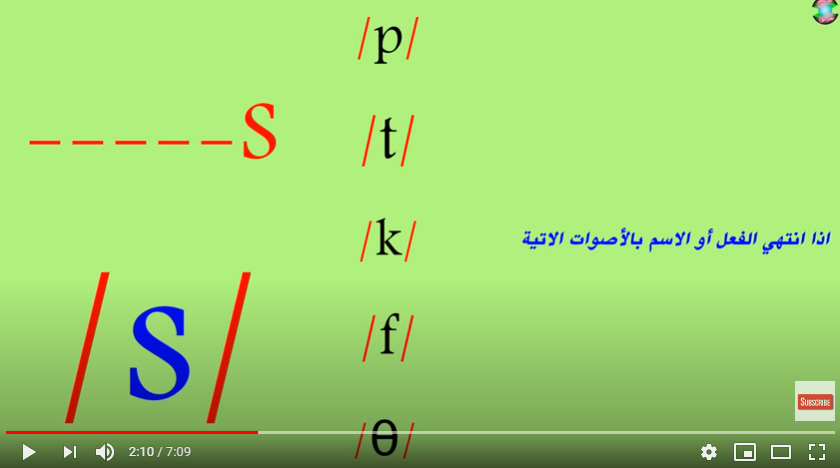 /p/
-----S
/t/
/k/
اذا انتهي الفعل أو الاسم بالأصوات الاتية
/s/
/f/
SUBSCRIBE
/θ/
2:10 / 7:09